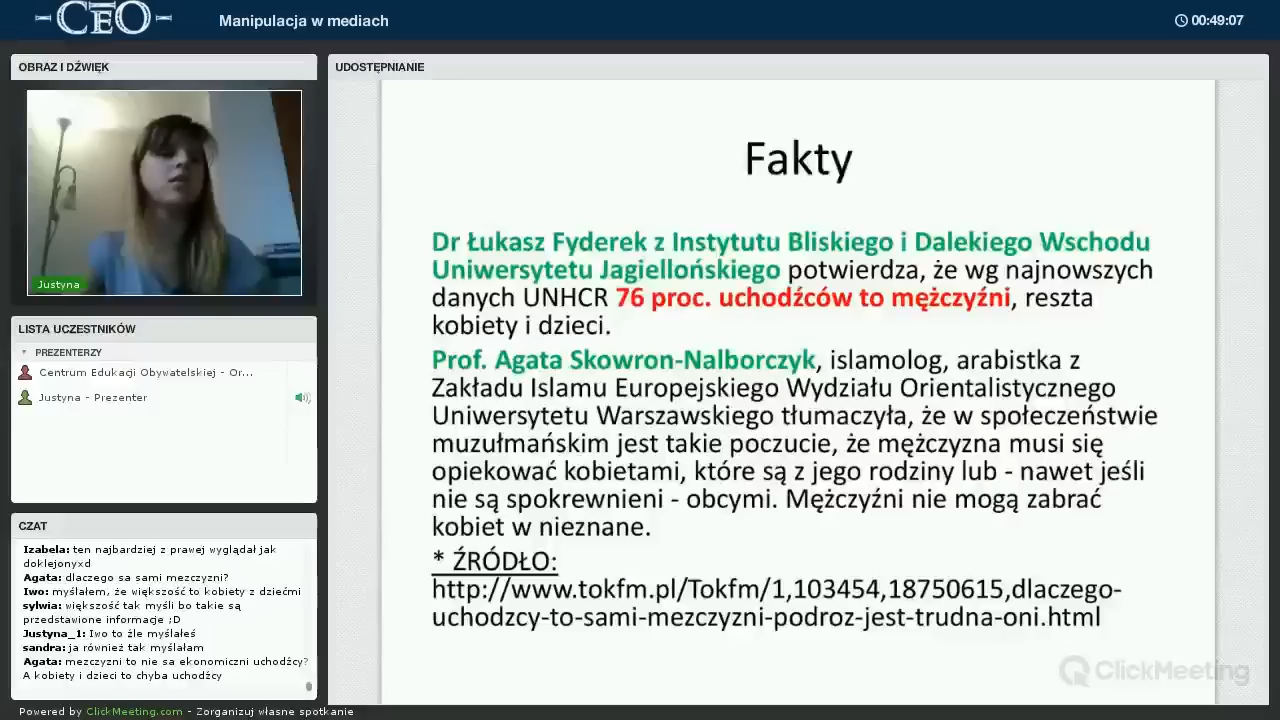 CEO
Manipulacja w mediach
00:49:07
OBRAZ I DŹWIĘK
Justyna
LISTA UCZESTNIKÓW
PREZENTERZY
Centrum Edukacji Obywatelskiej - Or...
Justyna - Prezenter
CZAT
Izabela: ten najbardziej z prawej wyglądał jak
doklejonyxd
Agata: dlaczego sa sami mezczyzni?
Iwo: myślałem, że większość to kobiety z dziećmi
sylwia: większość tak myśli bo takie są
przedstawione informacje ;D
Justyna_1: Iwo to źle myślałeś
sandra: ja również tak myślałam
Agata: mezczyzni to nie sa ekonomiczni uchodźcy?
A kobiety i dzieci to chyba uchodźcy
UDOSTĘPNIANIE
Fakty
Dr Łukasz Fyderek z Instytutu Bliskiego i Dalekiego Wschodu
Uniwersytetu Jagiellońskiego potwierdza, że wg najnowszych
danych UNHCR 76 proc. uchodźców to mężczyźni, reszta
kobiety i dzieci.
Prof. Agata Skowron-Nalborczyk, islamolog, arabistka z
Zakładu Islamu Europejskiego Wydziału Orientalistycznego
Uniwersytetu Warszawskiego tłumaczyła, że w społeczeństwie
muzułmańskim jest takie poczucie, że mężczyzna musi się
opiekować kobietami, które są z jego rodziny lub - nawet jeśli
nie są spokrewnieni - obcymi. Mężczyźni nie mogą zabrać
kobiet w nieznane.
* ŹRÓDŁO:
http://www.tokfm.pl/Tokfm/1,103454,18750615,dlaczego-
uchodzcy-to-sami-mezczyzni-podroz-jest-trudna-oni.html
ClickMeeting
Powered by ClickMeeting.com - Zorganizuj własne spotkanie